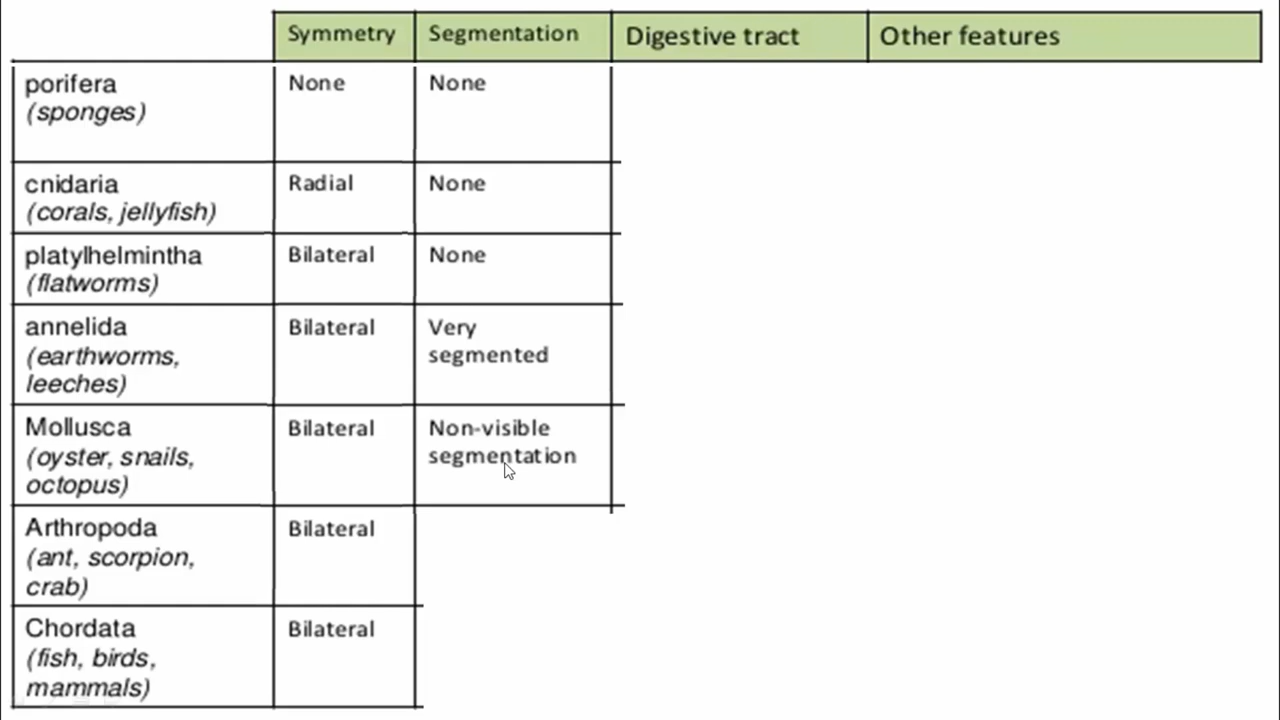 Symmetry Segmentation Digestive tract Other features
porifera None None
(sponges)
cnidaria Radial None
(corals, jellyfish)
platylhelmintha Bilateral None
(flatworms)
annelida Bilateral Very
(earthworms, segmented
leeches)
Mollusca Bilateral Non-visible
(oyster, snails, segmentation
octopus)
Arthropoda Bilateral
(ant, scorpion,
crab)
Chordata Bilateral
(fish, birds,
mammals)